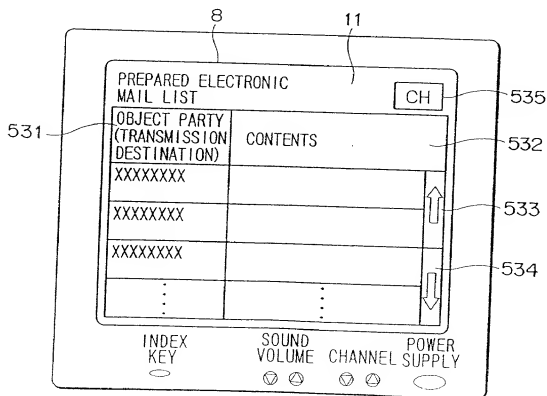 8
11
PREPARED ELECTRONIC
MAIL LIST
CH
535
531
OBJECT PARTY
(TRANSMISSION
DESTINATION)
CONTENTS
532
XXXXXXXX
533
XXXXXXXX
XXXXXXXX
534
INDEX
KEY
SOUND
VOLUME
CHANNEL
POWER
SUPPLY